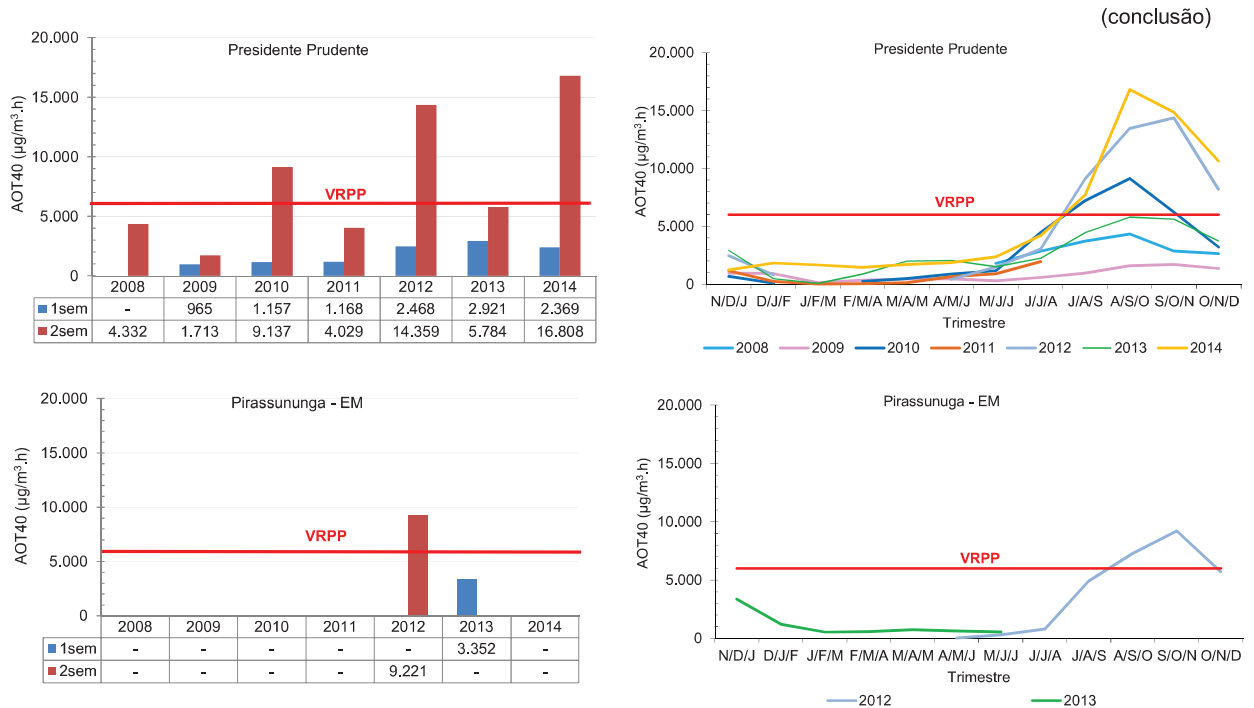 (conclusão)
Presidente Prudente
AOT40 (µg/m³.h)
20.000
15.000
10.000
5.000
0
VRPP
2008 2009 2010 2011 2012 2013 2014
1sem - 965 1.157 1.168 2.468 2.921 2.369
2sem 4.332 1.713 9.137 4.029 14.359 5.784 16.808
Presidente Prudente
AOT40 (µg/m³.h)
20.000
15.000
10.000
5.000
0
VRPP
N/D/J D/J/F J/F/M F/M/A M/A/M A/M/J M/J/J J/J/A J/A/S A/S/O S/O/N O/N/D
Trimestre
2008 2009 2010 2011 2012 2013 2014
Pirassununga - EM
AOT40 (µg/m³.h)
20.000
15.000
10.000
5.000
0
VRPP
2008 2009 2010 2011 2012 2013 2014
1sem - - - - - 3.352 -
2sem - - - - 9.221 - -
Pirassunuga - EM
AOT40 (µg/m³.h)
20.000
15.000
10.000
5.000
0
VRPP
N/D/J D/J/F J/F/M F/M/A M/A/M A/M/J M/J/J J/J/A J/A/S A/S/O S/O/N O/N/D
Trimestre
2012 2013